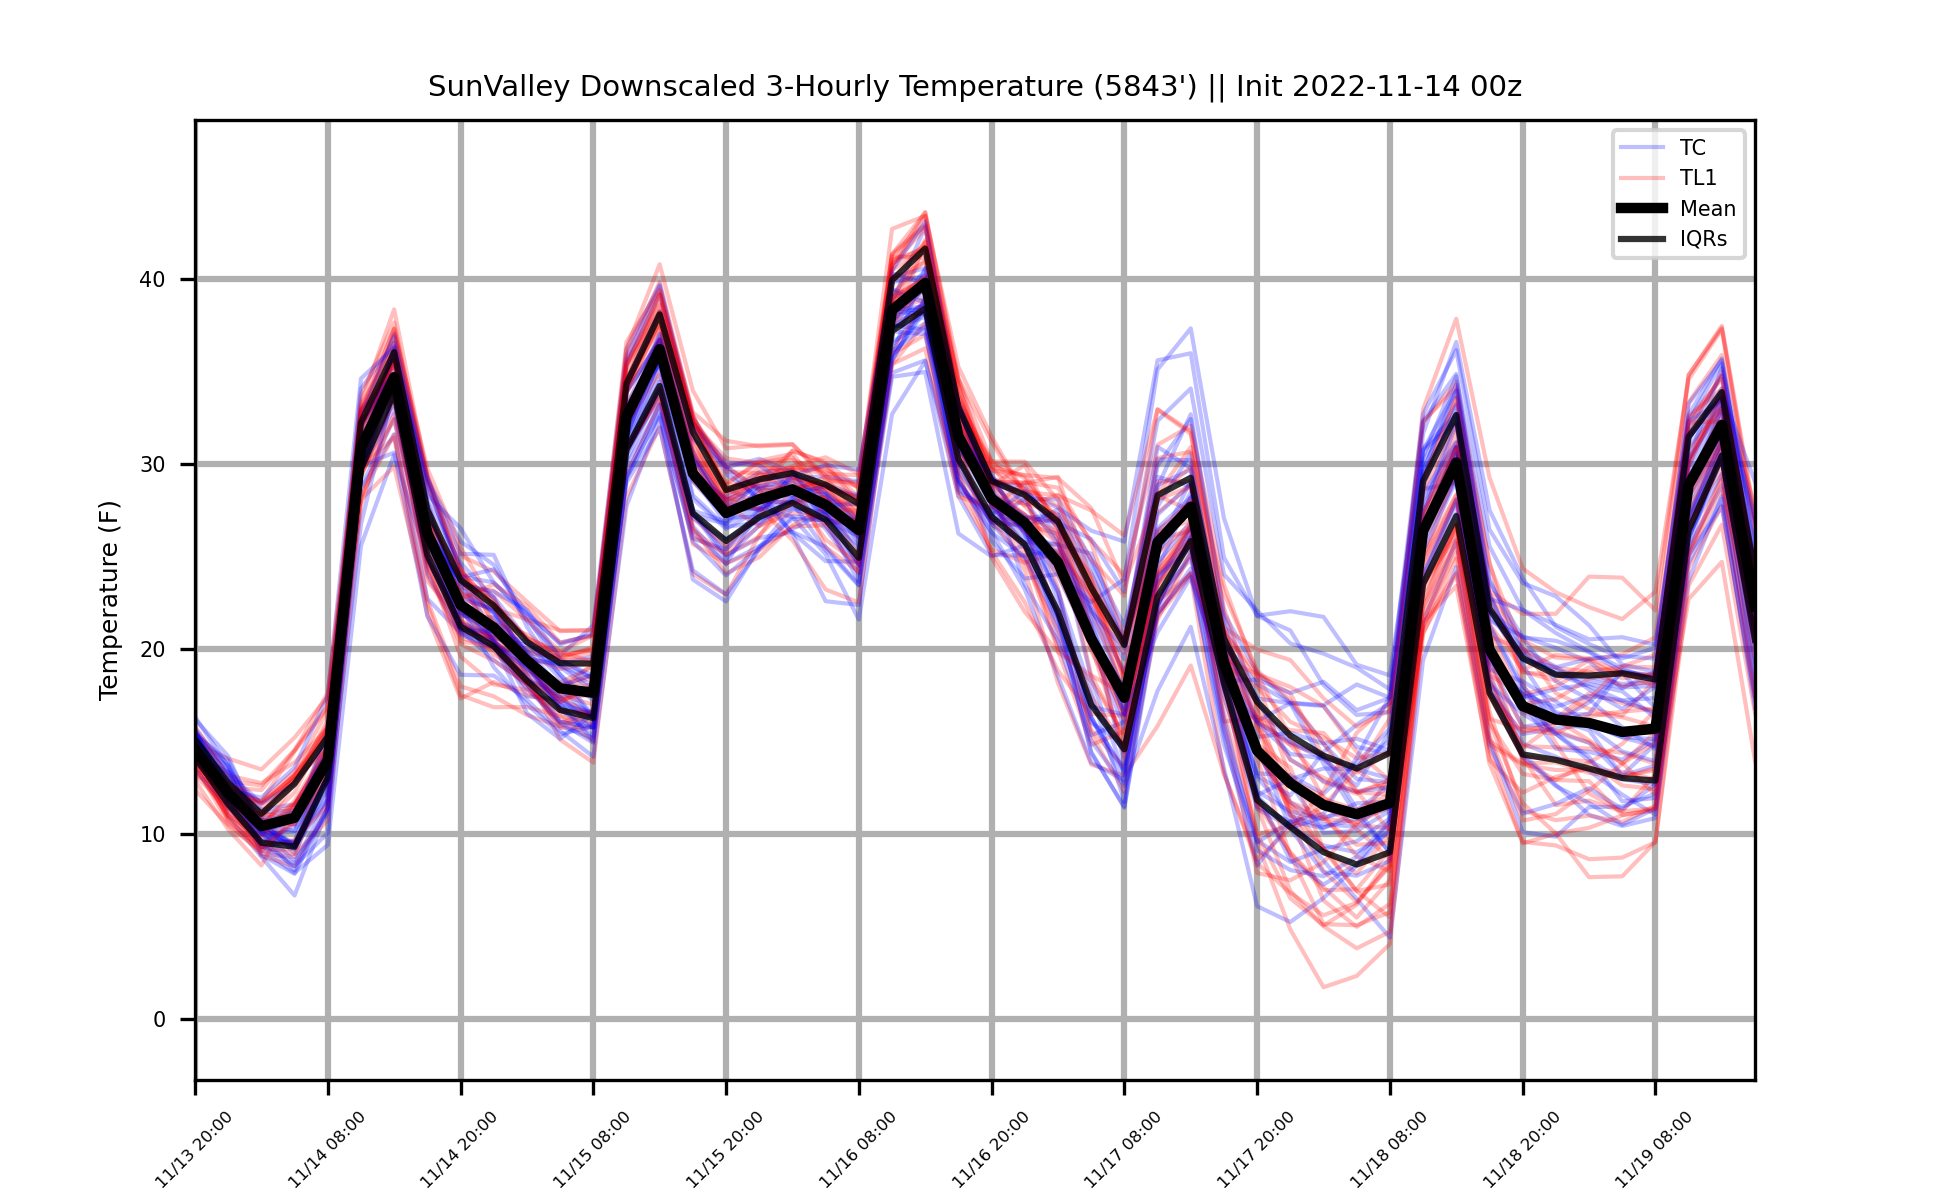 SunValley Downscaled 3-Hourly Temperature (5843') || Init 2022-11-14 00z
TC
TL1
Mean
IQRs
Temperature (F)
40
30
20
10
0
11/13 20:00
11/14 08:00
11/14 20:00
11/15 08:00
11/15 20:00
11/16 08:00
11/16 20:00
11/17 08:00
11/17 20:00
11/18 08:00
11/18 20:00
11/19 08:00